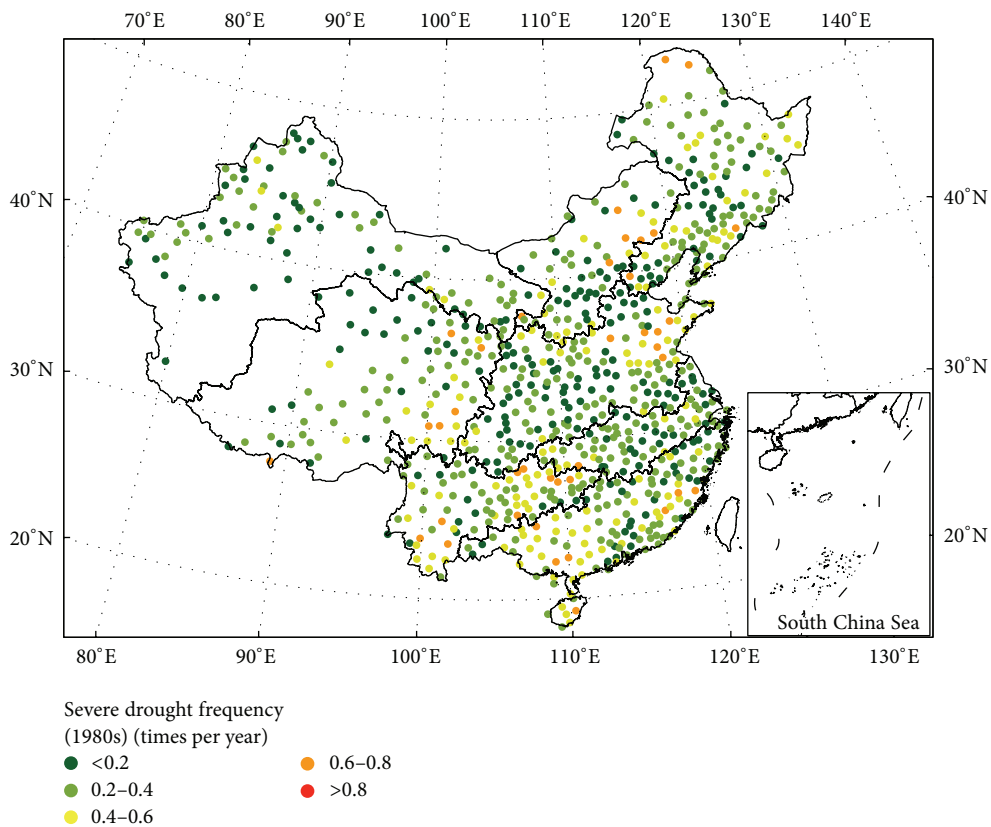 70°E 80°E 90°E 100°E 110°E 120°E 130°E 140°E
40°N 40°N
30°N 30°N
20°N 20°N
South China Sea
80°E 90°E 100°E 110°E 120°E 130°E
Severe drought frequency
(1980s) (times per year)
<0.2 0.6–0.8
0.2–0.4 >0.8
0.4–0.6